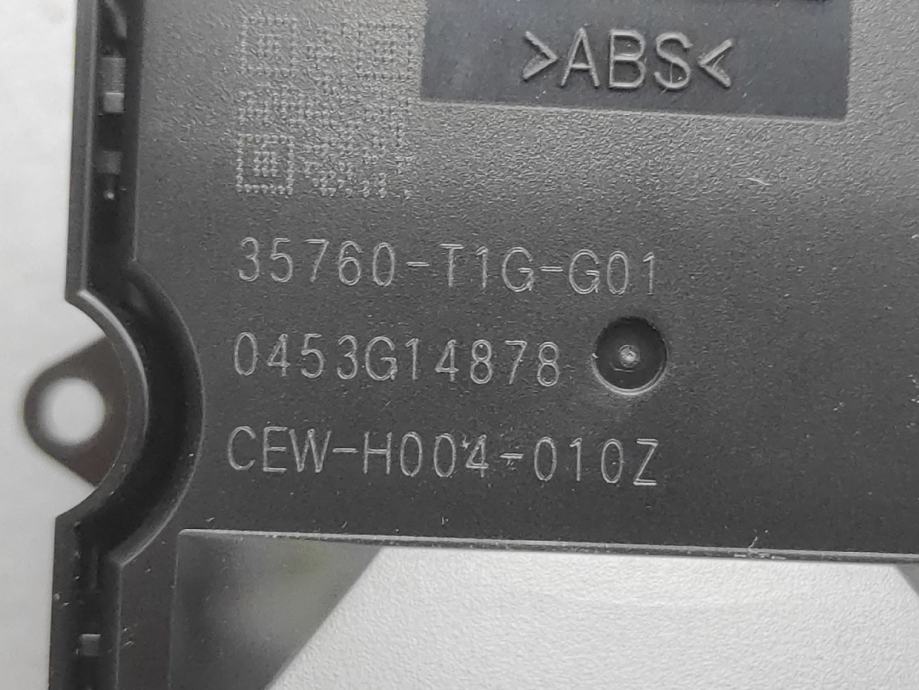 >ABS<
35760-T1G-G01
0453G14878
CEW-H004-010Z